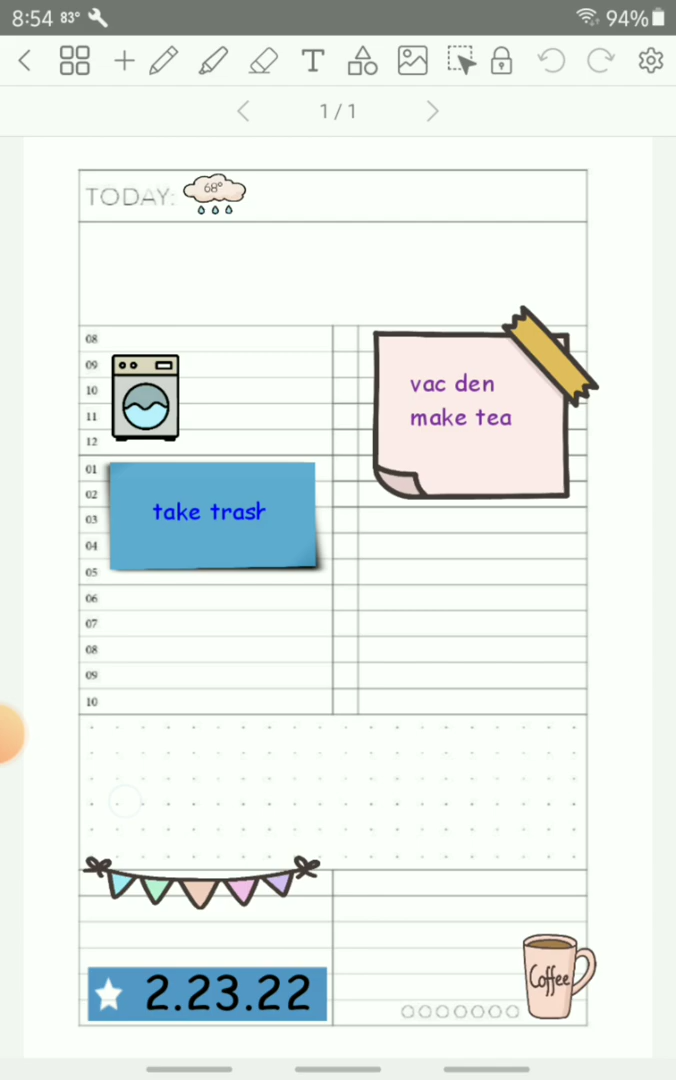 8:54 83° 94%
T
1 / 1
TODAY: 68°
08
09
10
11
12
01
02
03
04
05
06
07
08
09
10
vac den
make tea
take trash
2.23.22
Coffee